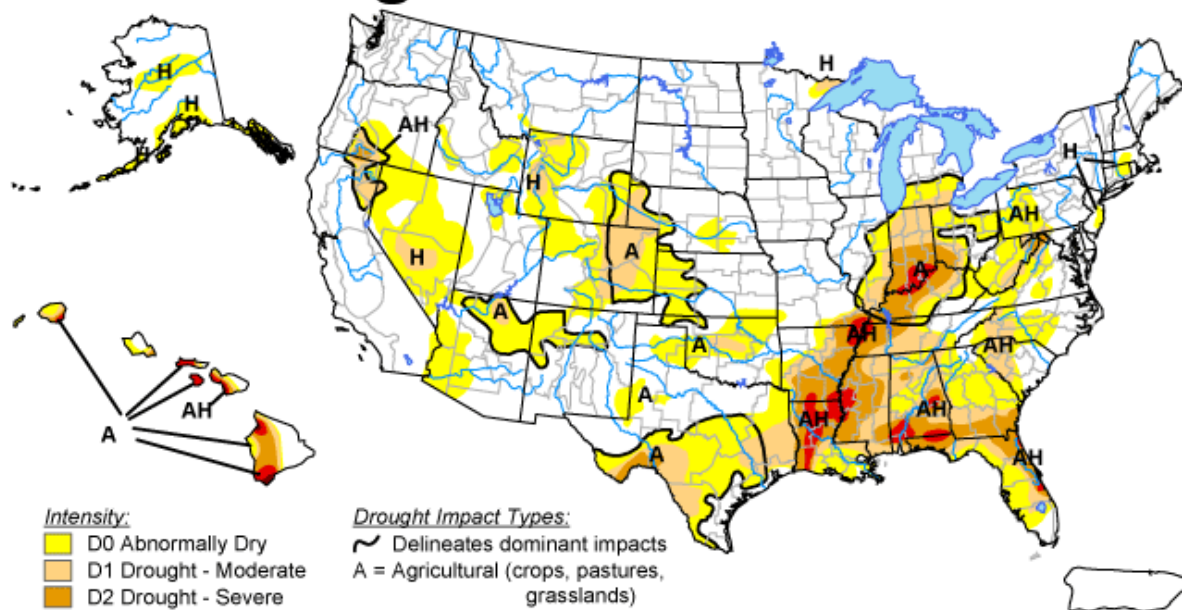 H
H
H
H
AH
H
H
AH
A
A
A
AH
A
AH
A
AH
AH
A
AH
A
AH
Intensity:
D0 Abnormally Dry
D1 Drought - Moderate
D2 Drought - Severe
Drought Impact Types:
Delineates dominant impacts
A = Agricultural (crops, pastures,
grasslands)